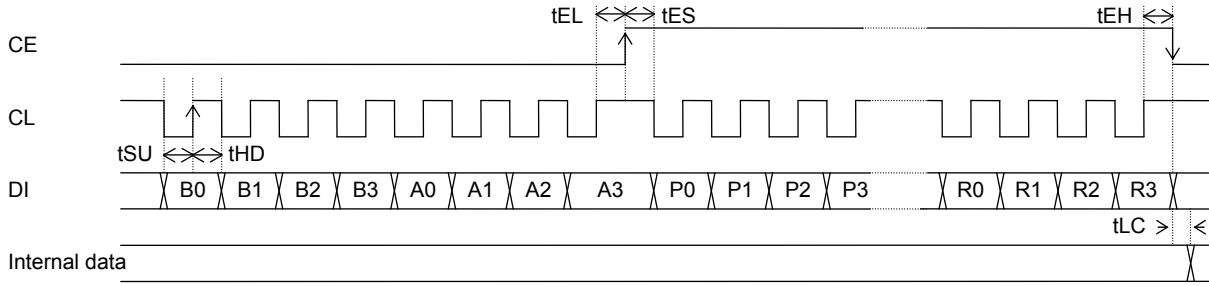 tEL tES tEH
CE
CL
tSU tHD
DI B0 B1 B2 B3 A0 A1 A2 A3 P0 P1 P2 P3 R0 R1 R2 R3
tLC
Internal data